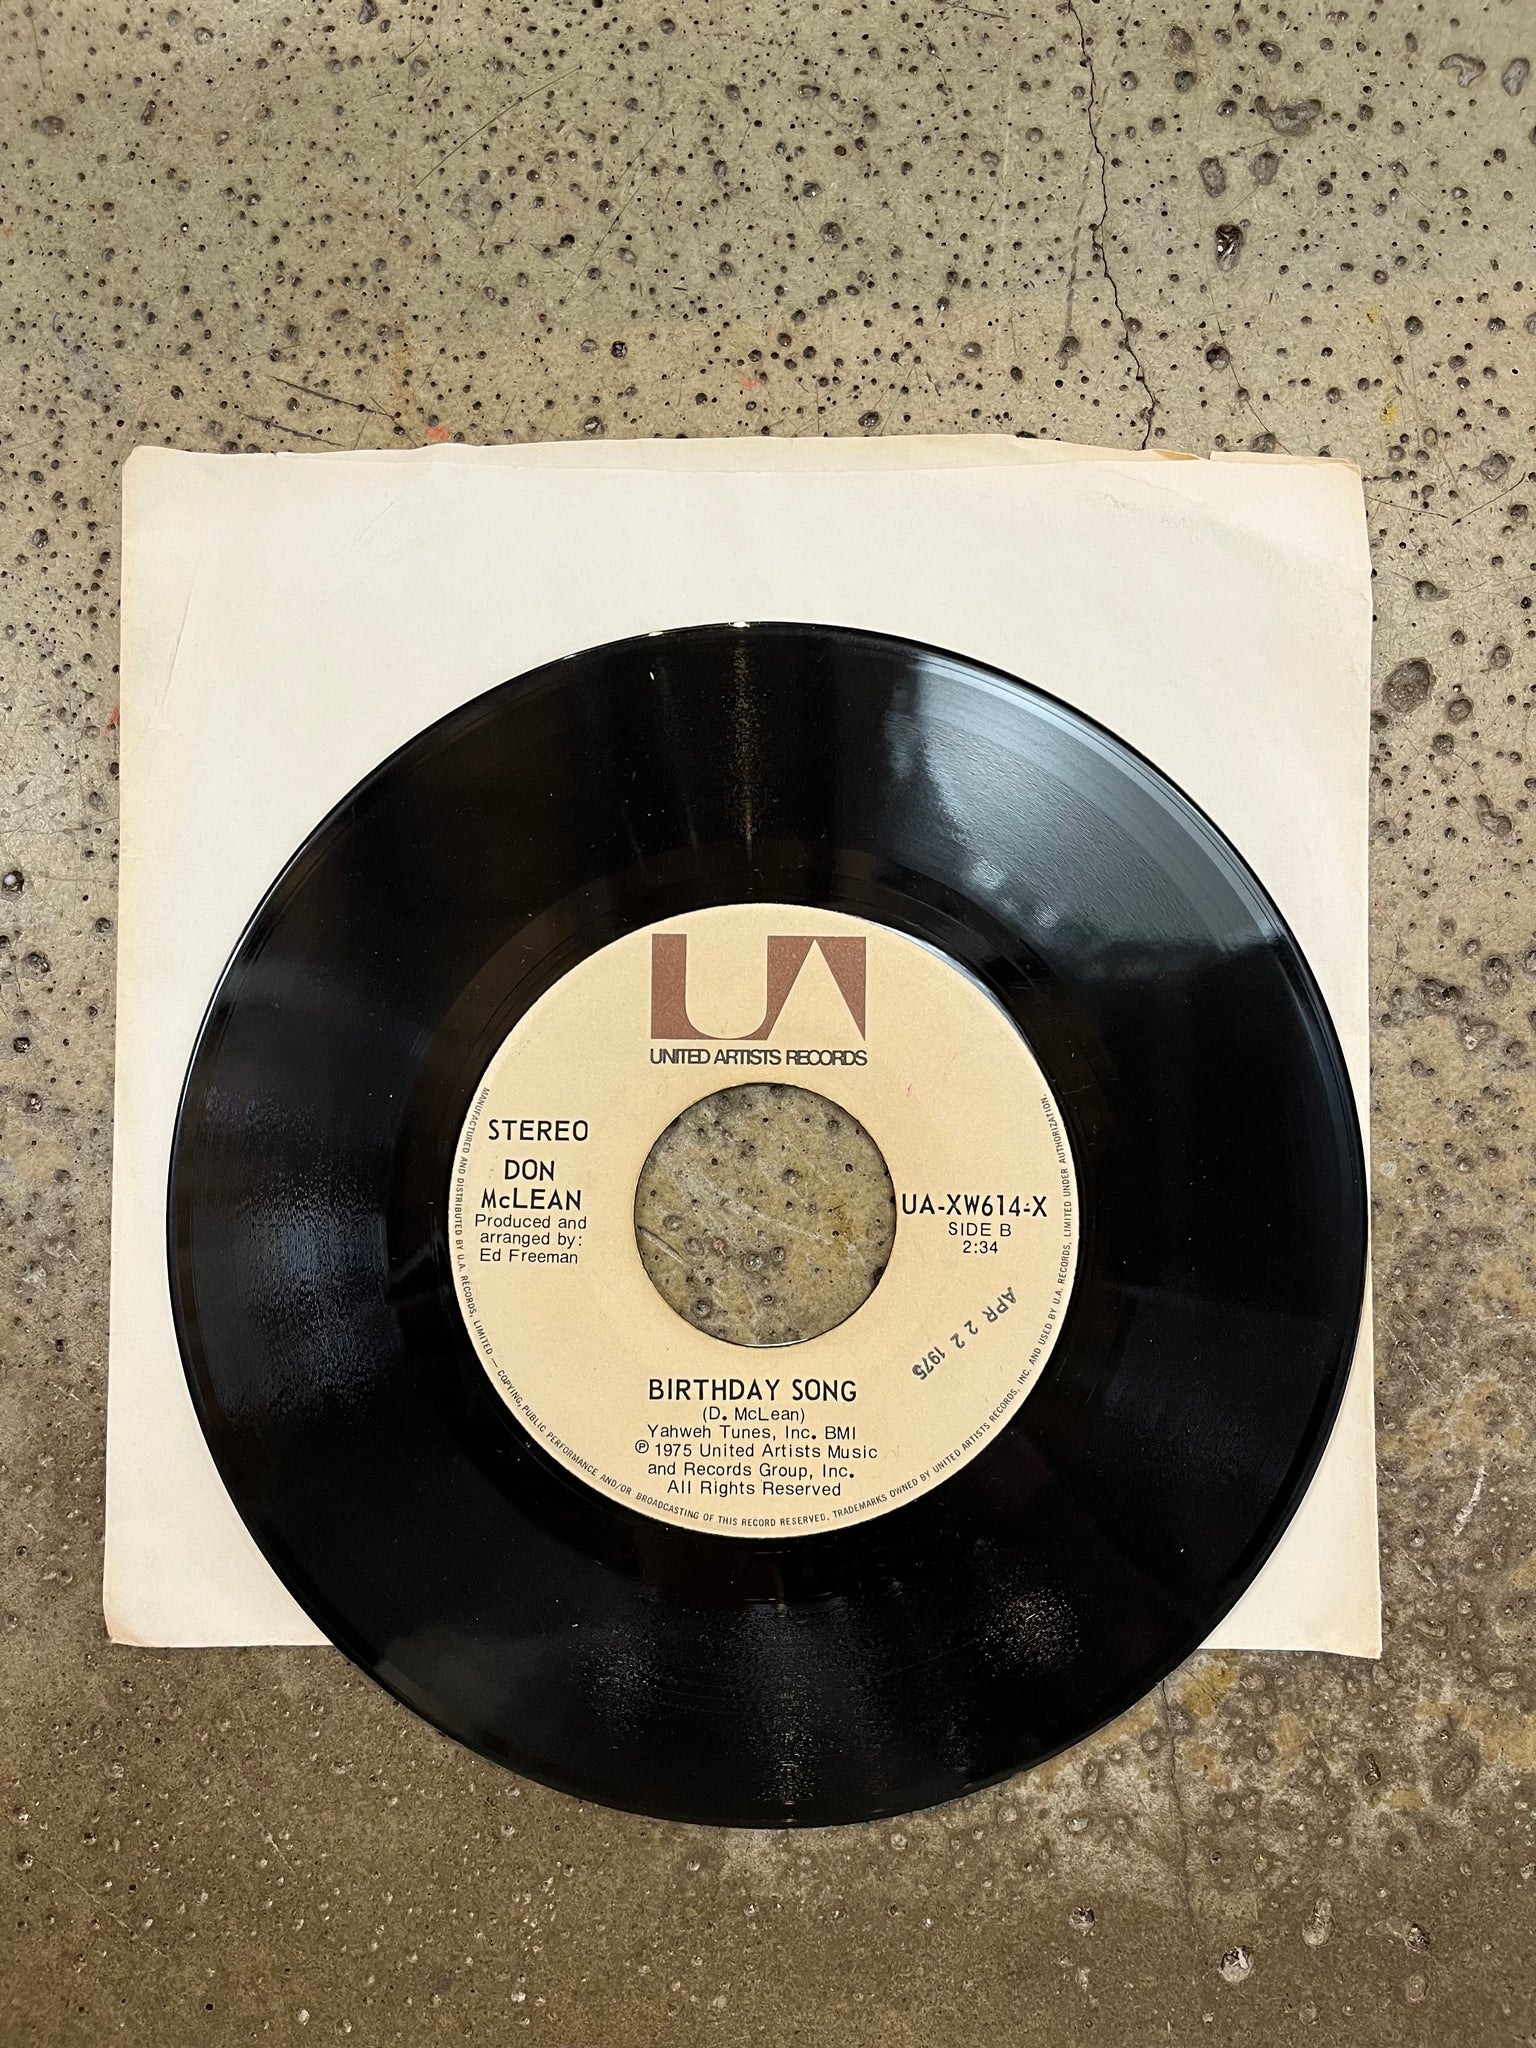 UA
UNITED ARTISTS RECORDS
STEREO
DON
McLEAN
Produced and
arranged by:
Ed Freeman
UA-XW614-X
SIDE B
2:34
APR 22 1975
BIRTHDAY SONG
(D. McLean)
Yahweh Tunes, Inc. BMI
℗ 1975 United Artists Music
and Records Group, Inc.
All Rights Reserved
MANUFACTURED AND DISTRIBUTED BY U.A. RECORDS, LIMITED — COPYING, PUBLIC PERFORMANCE AND/OR BROADCASTING OF THIS RECORD RESERVED. TRADEMARKS OWNED BY UNITED ARTISTS RECORDS, INC. AND USED BY U.A. RECORDS, LIMITED UNDER AUTHORIZATION.